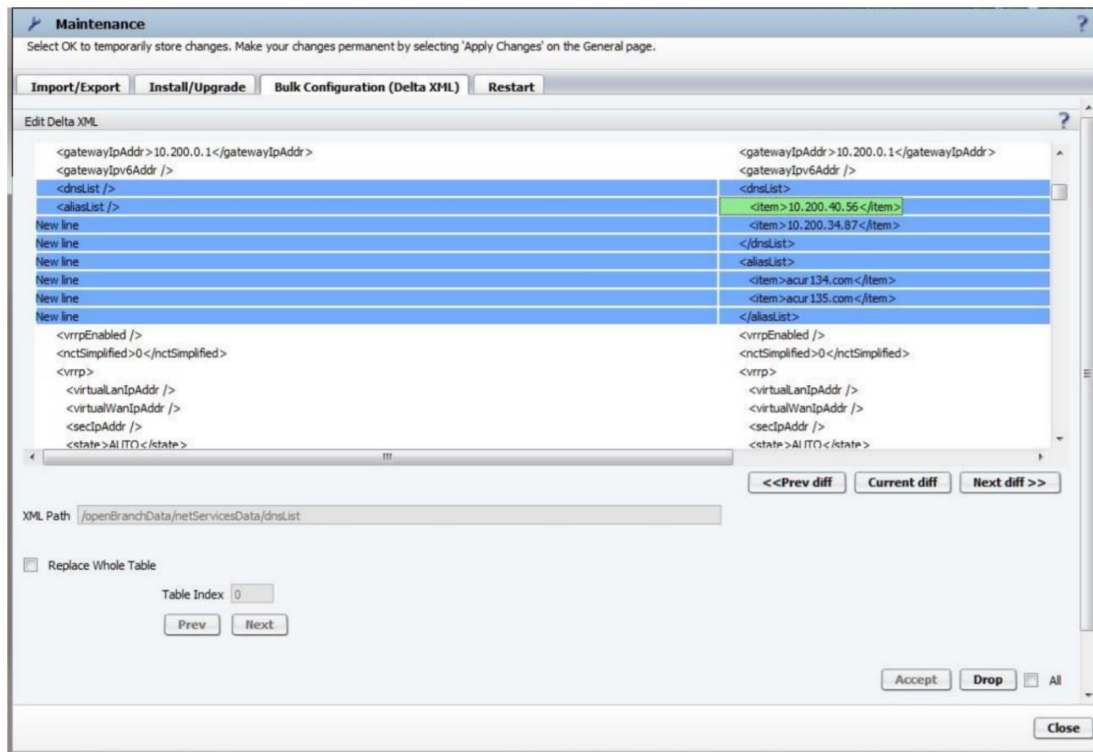 Maintenance
?
Select OK to temporarily store changes. Make your changes permanent by selecting 'Apply Changes' on the General page.
Import/Export Install/Upgrade Bulk Configuration (Delta XML) Restart
Edit Delta XML ?
<gatewayIpAddr>10.200.0.1</gatewayIpAddr> <gatewayIpAddr>10.200.0.1</gatewayIpAddr>
<gatewayIpv6Addr /> <gatewayIpv6Addr />
<dnsList /> <dnsList>
<aliasList /> <item>10.200.40.56</item>
New line <item>10.200.34.87</item>
New line </dnsList>
New line <aliasList>
New line <item>acur134.com</item>
New line <item>acur135.com</item>
New line </aliasList>
<vrrpEnabled /> <vrrpEnabled />
<nctSimplified>0</nctSimplified> <nctSimplified>0</nctSimplified>
<vrrp> <vrrp>
<virtualLanIpAddr /> <virtualLanIpAddr />
<virtualWanIpAddr /> <virtualWanIpAddr />
<secIpAddr /> <secIpAddr />
<state>AUTO</state> <state>AUTO</state>
<<Prev diff Current diff Next diff >>
XML Path /openBranchData/netServicesData/dnsList
Replace Whole Table
Table Index 0
Prev Next
Accept Drop All
Close